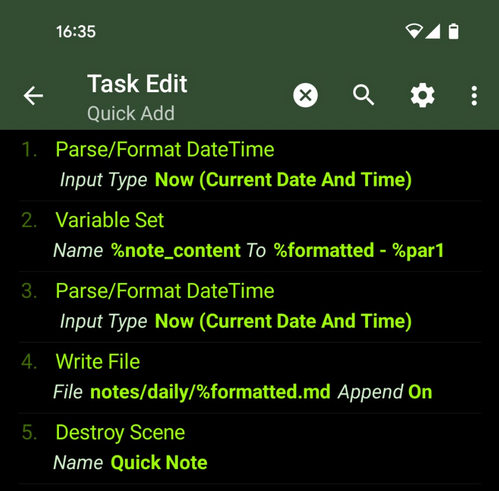 16:35
Task Edit
Quick Add
1. Parse/Format DateTime
Input Type Now (Current Date And Time)
2. Variable Set
Name %note_content To %formatted - %par1
3. Parse/Format DateTime
Input Type Now (Current Date And Time)
4. Write File
File notes/daily/%formatted.md Append On
5. Destroy Scene
Name Quick Note